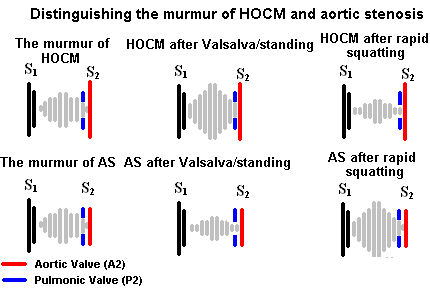 Distinguishing the murmur of HOCM and aortic stenosis
The murmur of
HOCM
HOCM after Valsalva/standing
HOCM after rapid
squatting
S1 S2
S1 S2
S1 S2
The murmur of AS
AS after Valsalva/standing
AS after rapid
squatting
S1 S2
S1 S2
S1 S2
Aortic Valve (A2)
Pulmonic Valve (P2)